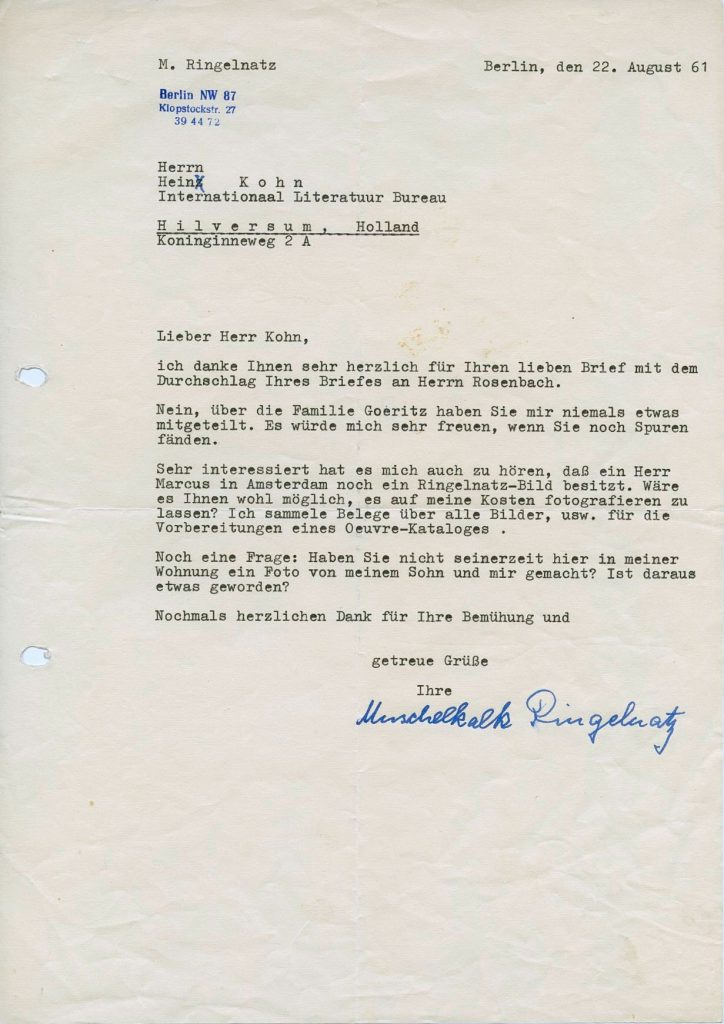 M. Ringelnatz
Berlin, den 22. August 61
Berlin NW 87
Klopstockstr. 27
39 44 72
Herrn
Hein K o h n
Internationaal Literatuur Bureau
H i l v e r s u m ,  Holland
Koninginneweg 2 A
Lieber Herr Kohn,
ich danke Ihnen sehr herzlich für Ihren lieben Brief mit dem
Durchschlag Ihres Briefes an Herrn Rosenbach.
Nein, über die Familie Goeritz haben Sie mir niemals etwas
mitgeteilt. Es würde mich sehr freuen, wenn Sie noch Spuren
fänden.
Sehr interessiert hat es mich auch zu hören, daß ein Herr
Marcus in Amsterdam noch ein Ringelnatz-Bild besitzt. Wäre
es Ihnen wohl möglich, es auf meine Kosten fotografieren zu
lassen? Ich sammele Belege über alle Bilder, usw. für die
Vorbereitungen eines Oeuvre-Kataloges .
Noch eine Frage: Haben Sie nicht seinerzeit hier in meiner
Wohnung ein Foto von meinem Sohn und mir gemacht? Ist daraus
etwas geworden?
Nochmals herzlichen Dank für Ihre Bemühung und
getreue Grüße
Ihre
Muschelkalk Ringelnatz